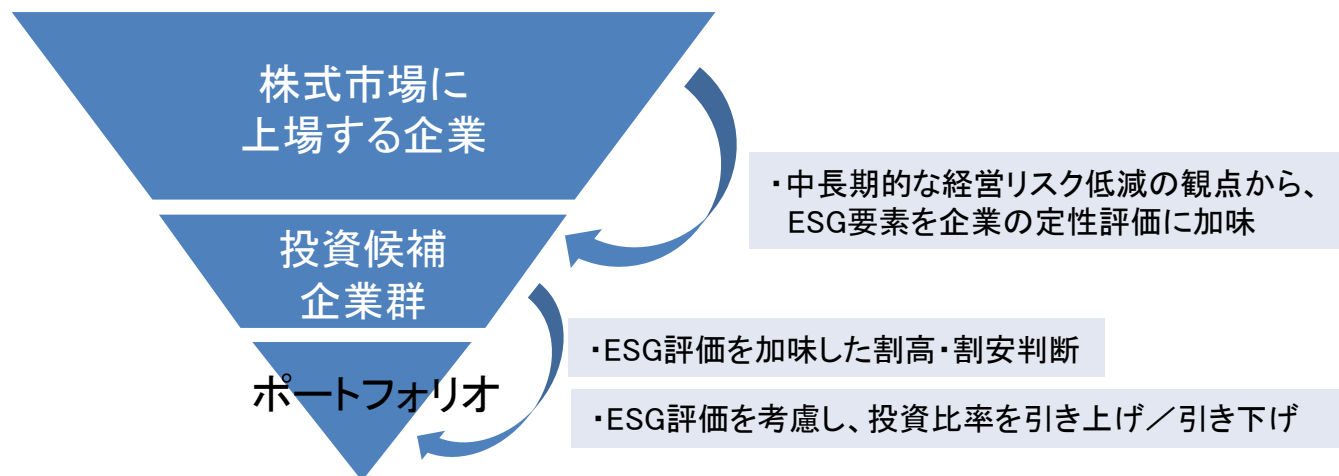 株式市場に
上場する企業
・中長期的な経営リスク低減の観点から、
ESG要素を企業の定性評価に加味
投資候補
企業群
・ESG評価を加味した割高・割安判断
ポートフォリオ
・ESG評価を考慮し、投資比率を引き上げ／引き下げ